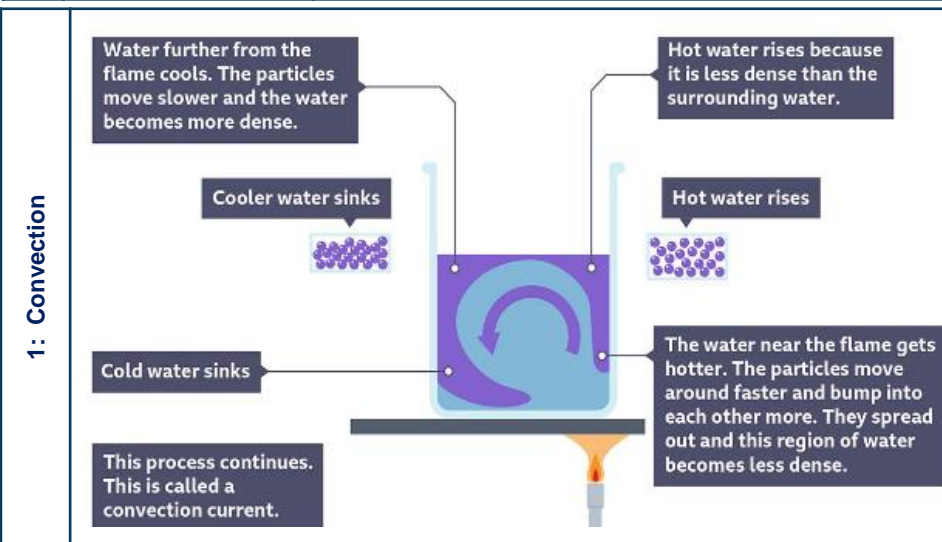 1: Convection
Water further from the
flame cools. The particles
move slower and the water
becomes more dense.
Hot water rises because
it is less dense than the
surrounding water.
Cooler water sinks
Hot water rises
Cold water sinks
The water near the flame gets
hotter. The particles move
around faster and bump into
each other more. They spread
out and this region of water
becomes less dense.
This process continues.
This is called a
convection current.